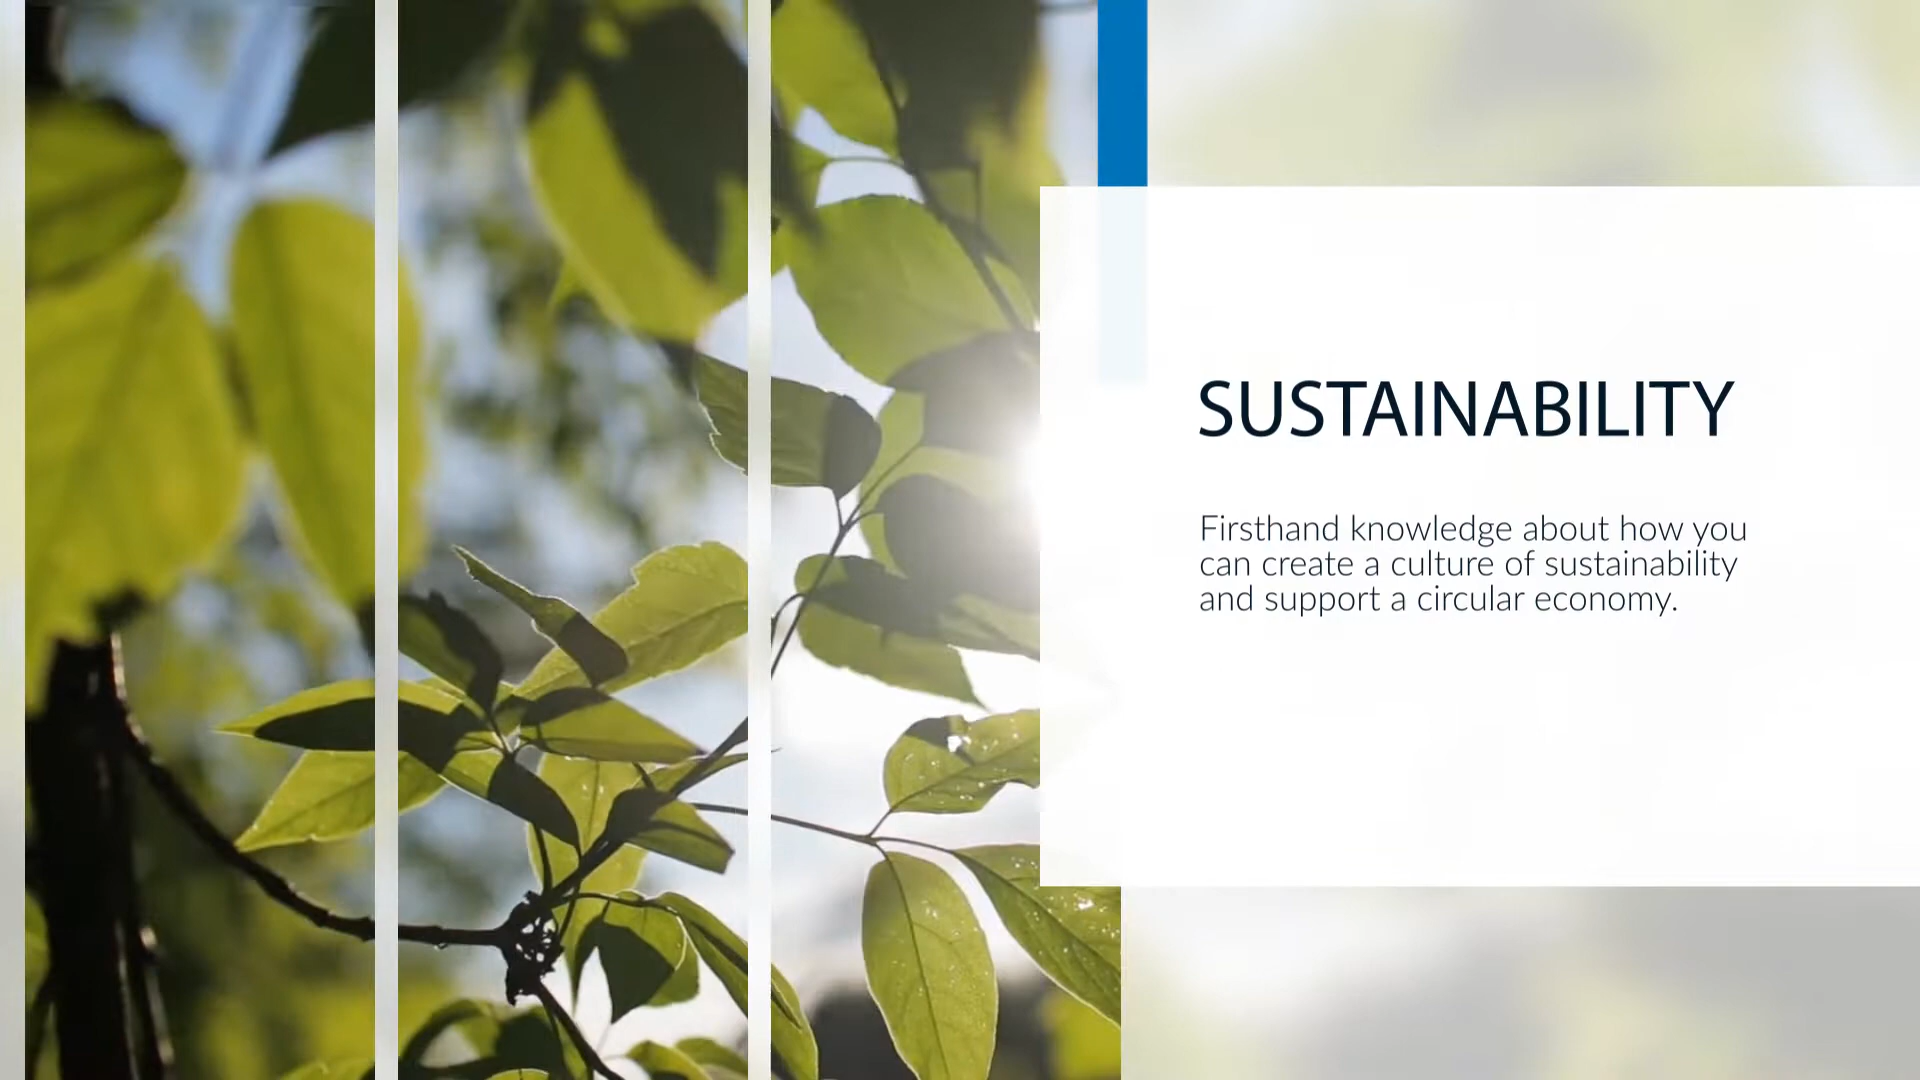 SUSTAINABILITY
Firsthand knowledge about how you
can create a culture of sustainability
and support a circular economy.